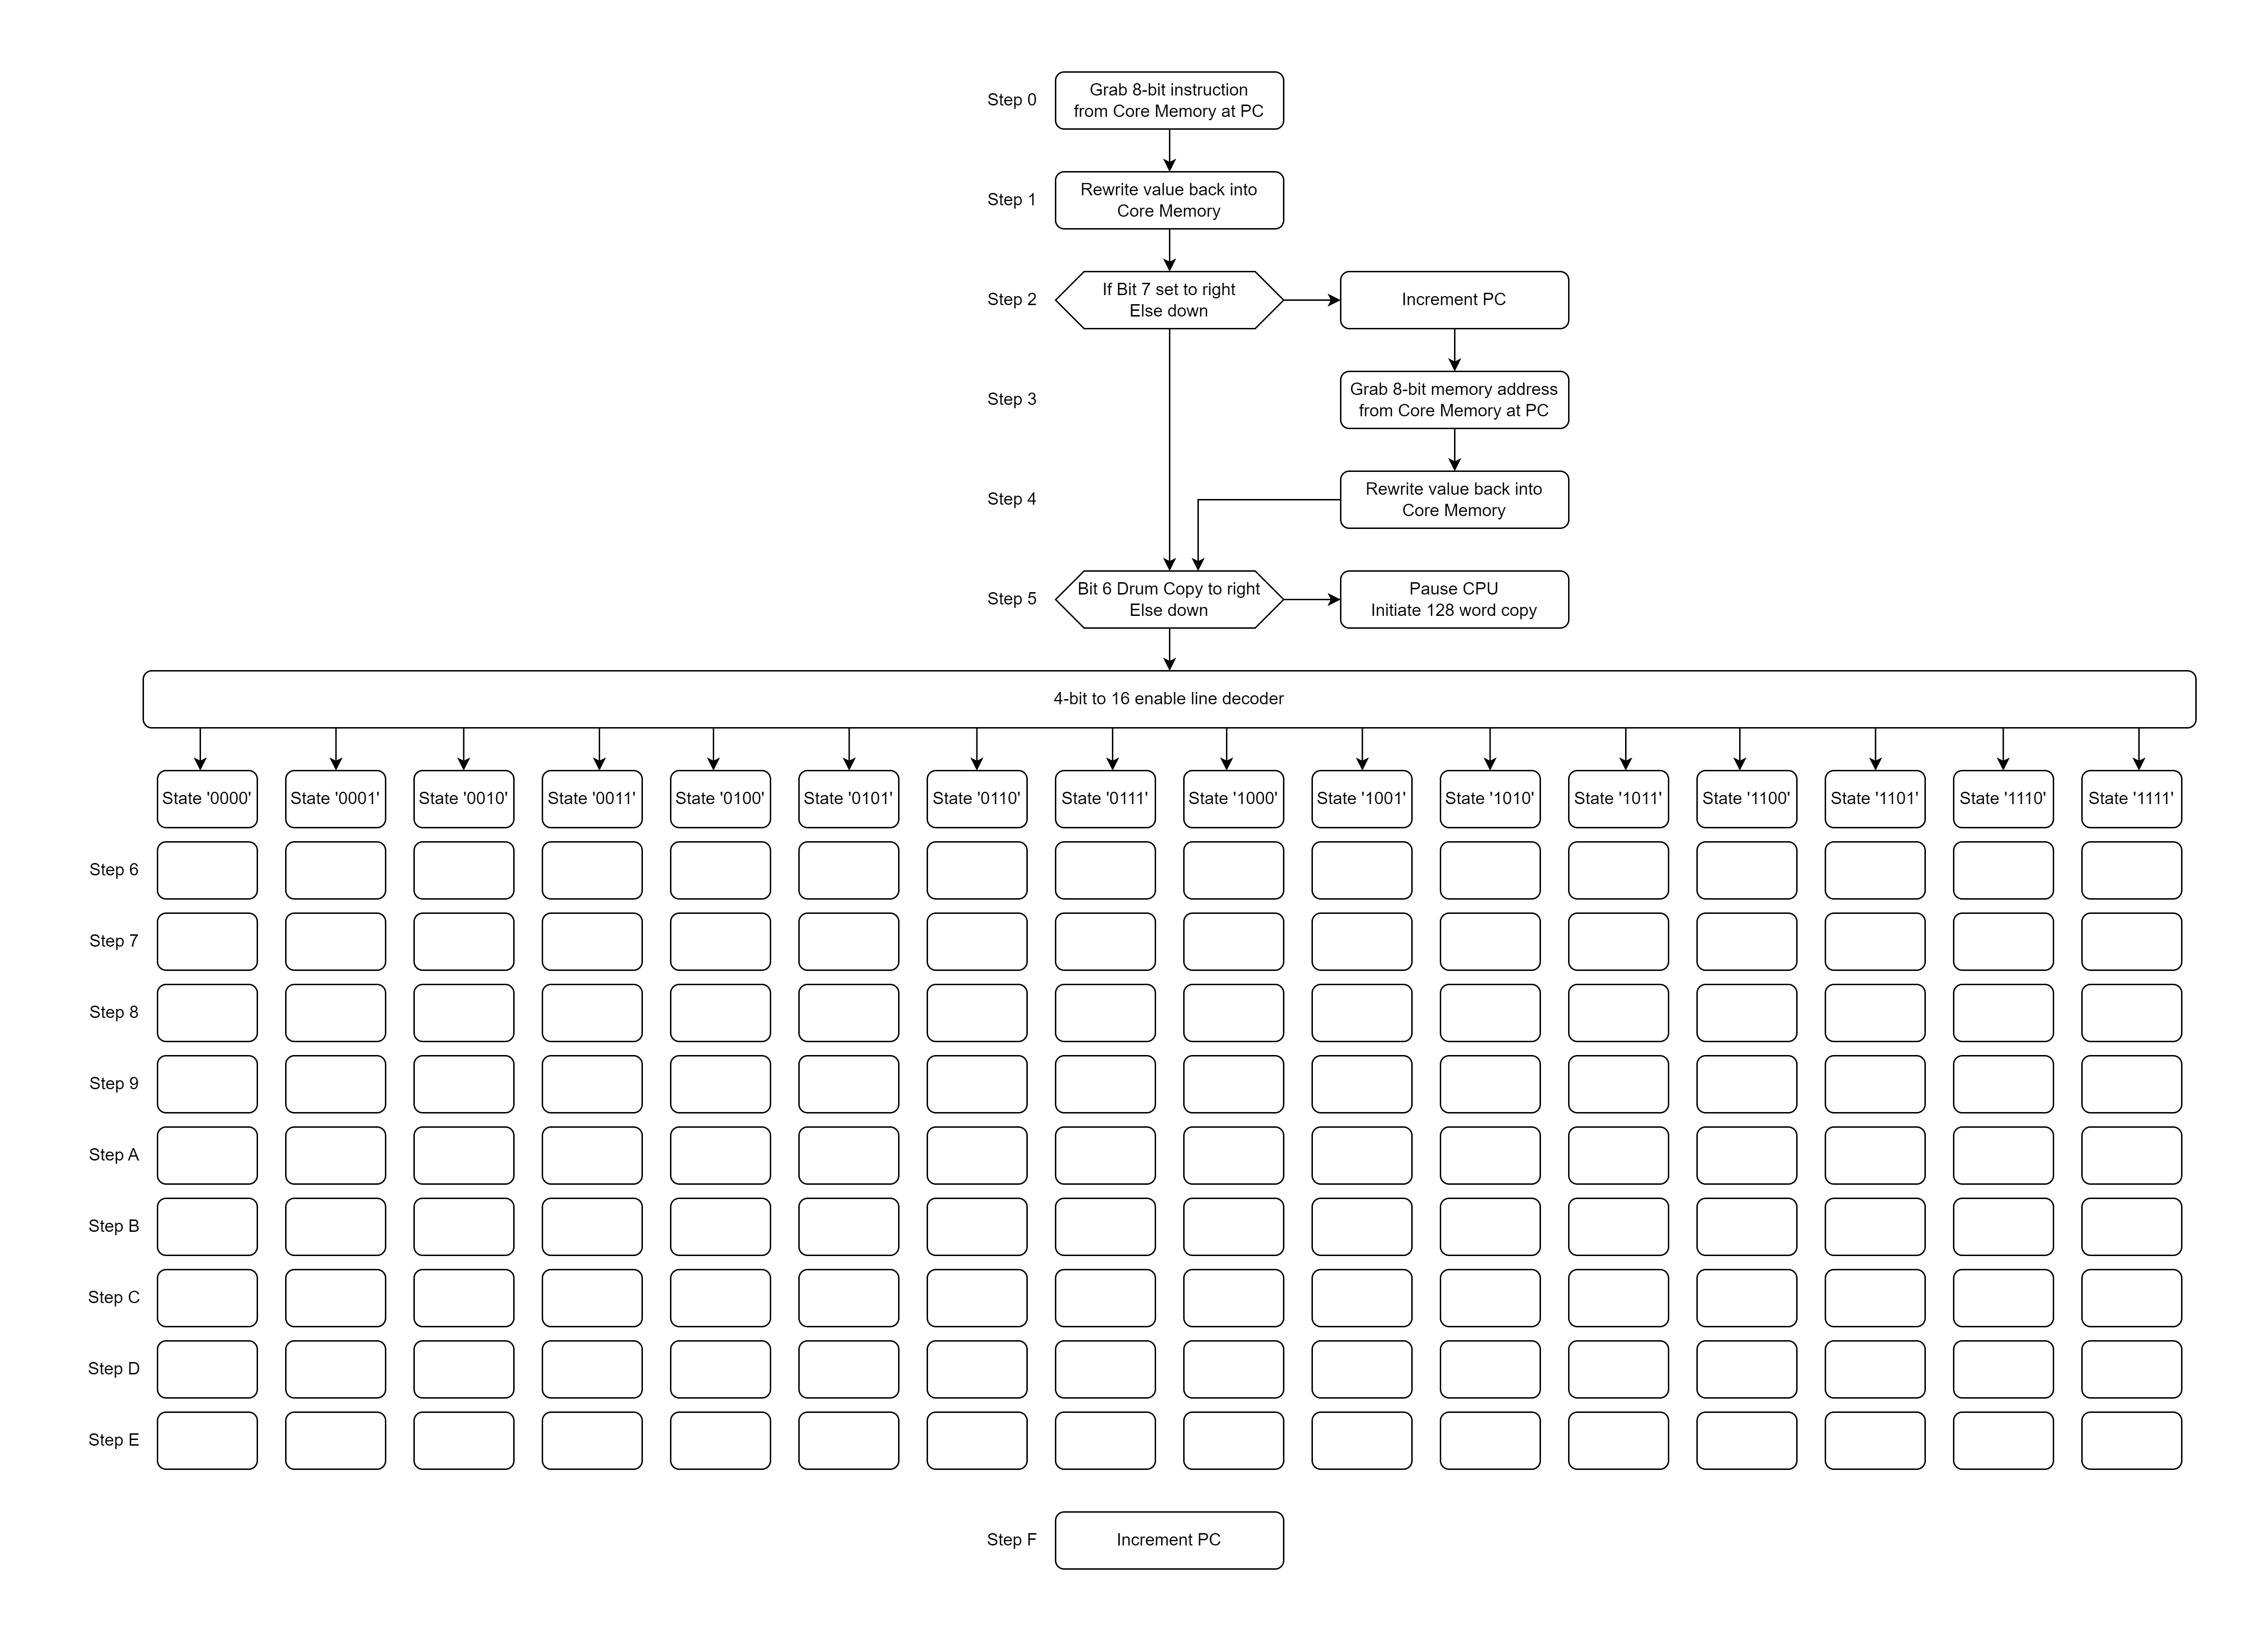 Step 0
Grab 8-bit instruction
from Core Memory at PC
Step 1
Rewrite value back into
Core Memory
Step 2
If Bit 7 set to right
Else down
Increment PC
Step 3
Grab 8-bit memory address
from Core Memory at PC
Step 4
Rewrite value back into
Core Memory
Step 5
Bit 6 Drum Copy to right
Else down
Pause CPU
Initiate 128 word copy
4-bit to 16 enable line decoder
State '0000'
State '0001'
State '0010'
State '0011'
State '0100'
State '0101'
State '0110'
State '0111'
State '1000'
State '1001'
State '1010'
State '1011'
State '1100'
State '1101'
State '1110'
State '1111'
Step 6
Step 7
Step 8
Step 9
Step A
Step B
Step C
Step D
Step E
Step F
Increment PC